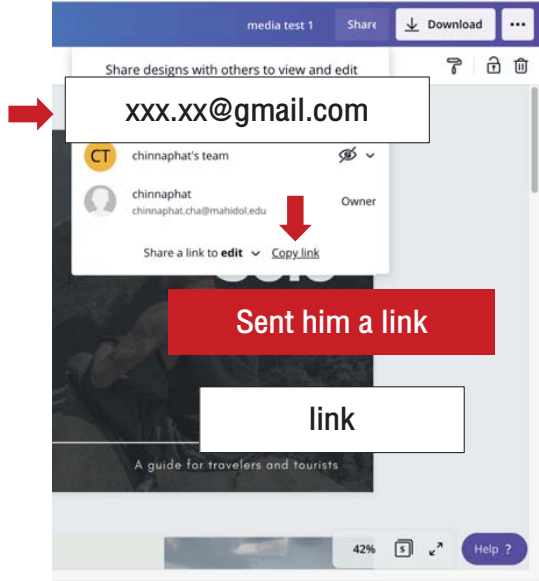 media test 1 Share Download
Share designs with others to view and edit
xxx.xx@gmail.com
CT chinnaphat's team
chinnaphat Owner
chinnaphat.cha@mahidol.edu
Share a link to edit Copy link
Sent him a link
link
A guide for travelers and tourists
42% 5 Help ?